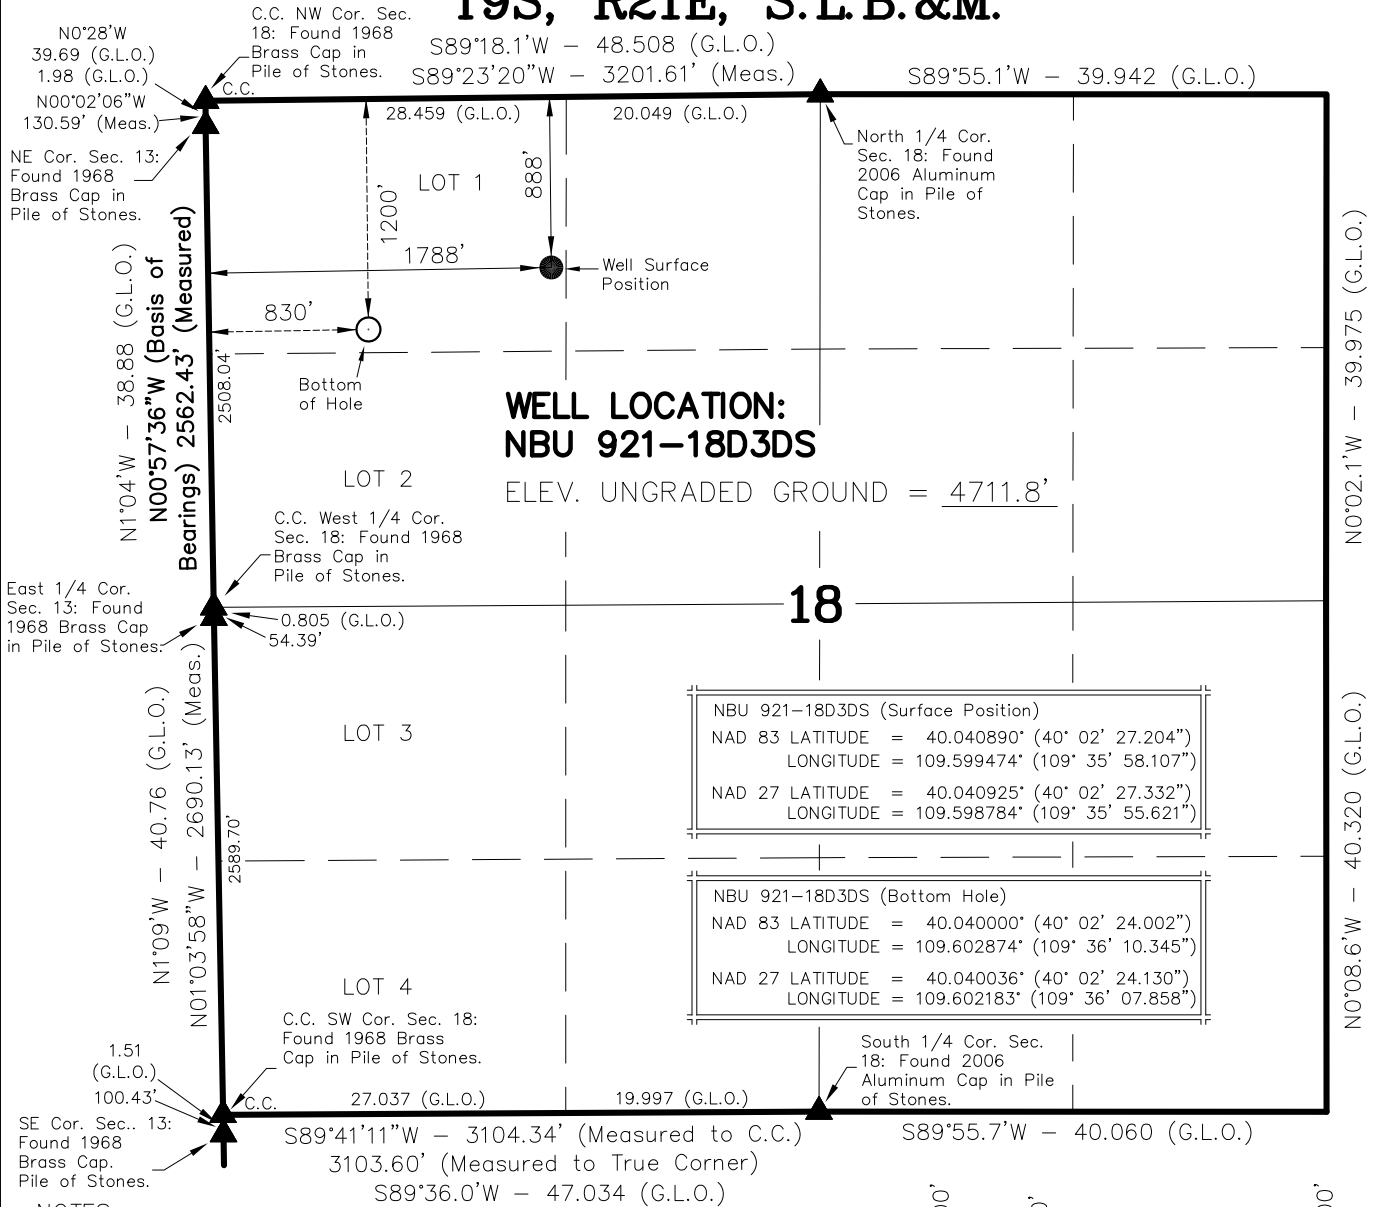 T9S, R21E, S.L.B.&M.
S89°18.1'W – 48.508 (G.L.O.)
S89°23'20"W – 3201.61' (Meas.)
S89°55.1'W – 39.942 (G.L.O.)
N0°28'W
39.69 (G.L.O.)
1.98 (G.L.O.)
N00°02'06"W
130.59' (Meas.)
C.C. NW Cor. Sec.
18: Found 1968
Brass Cap in
Pile of Stones.
C.C.
28.459 (G.L.O.)
20.049 (G.L.O.)
NE Cor. Sec. 13:
Found 1968
Brass Cap in
Pile of Stones.
North 1/4 Cor.
Sec. 18: Found
2006 Aluminum
Cap in Pile of
Stones.
LOT 1
888'
1200'
1788'
Well Surface
Position
830'
Bottom
of Hole
N1°04'W – 38.88 (G.L.O.)
N00°57'36"W (Basis of
Bearings) 2562.43' (Measured)
2508.04'
N0°02.1'W – 39.975 (G.L.O.)
WELL LOCATION:
NBU 921–18D3DS
ELEV. UNGRADED GROUND = 4711.8'
LOT 2
C.C. West 1/4 Cor.
Sec. 18: Found 1968
Brass Cap in
Pile of Stones.
East 1/4 Cor.
Sec. 13: Found
1968 Brass Cap
in Pile of Stones.
0.805 (G.L.O.)
54.39'
18
N1°09'W – 40.76 (G.L.O.)
N01°03'58"W – 2690.13' (Meas.)
2589.70'
LOT 3
NBU 921–18D3DS (Surface Position)
NAD 83 LATITUDE = 40.040890° (40° 02' 27.204")
LONGITUDE = 109.599474° (109° 35' 58.107")
NAD 27 LATITUDE = 40.040925° (40° 02' 27.332")
LONGITUDE = 109.598784° (109° 35' 55.621")
NBU 921–18D3DS (Bottom Hole)
NAD 83 LATITUDE = 40.040000° (40° 02' 24.002")
LONGITUDE = 109.602874° (109° 36' 10.345")
NAD 27 LATITUDE = 40.040036° (40° 02' 24.130")
LONGITUDE = 109.602183° (109° 36' 07.858")
N0°08.6'W – 40.320 (G.L.O.)
LOT 4
C.C. SW Cor. Sec. 18:
Found 1968 Brass
Cap in Pile of Stones.
South 1/4 Cor. Sec.
18: Found 2006
Aluminum Cap in Pile
of Stones.
1.51
(G.L.O.)
100.43'
C.C.
27.037 (G.L.O.)
19.997 (G.L.O.)
SE Cor. Sec.. 13:
Found 1968
Brass Cap.
Pile of Stones.
S89°41'11"W – 3104.34' (Measured to C.C.)
3103.60' (Measured to True Corner)
S89°36.0'W – 47.034 (G.L.O.)
S89°55.7'W – 40.060 (G.L.O.)